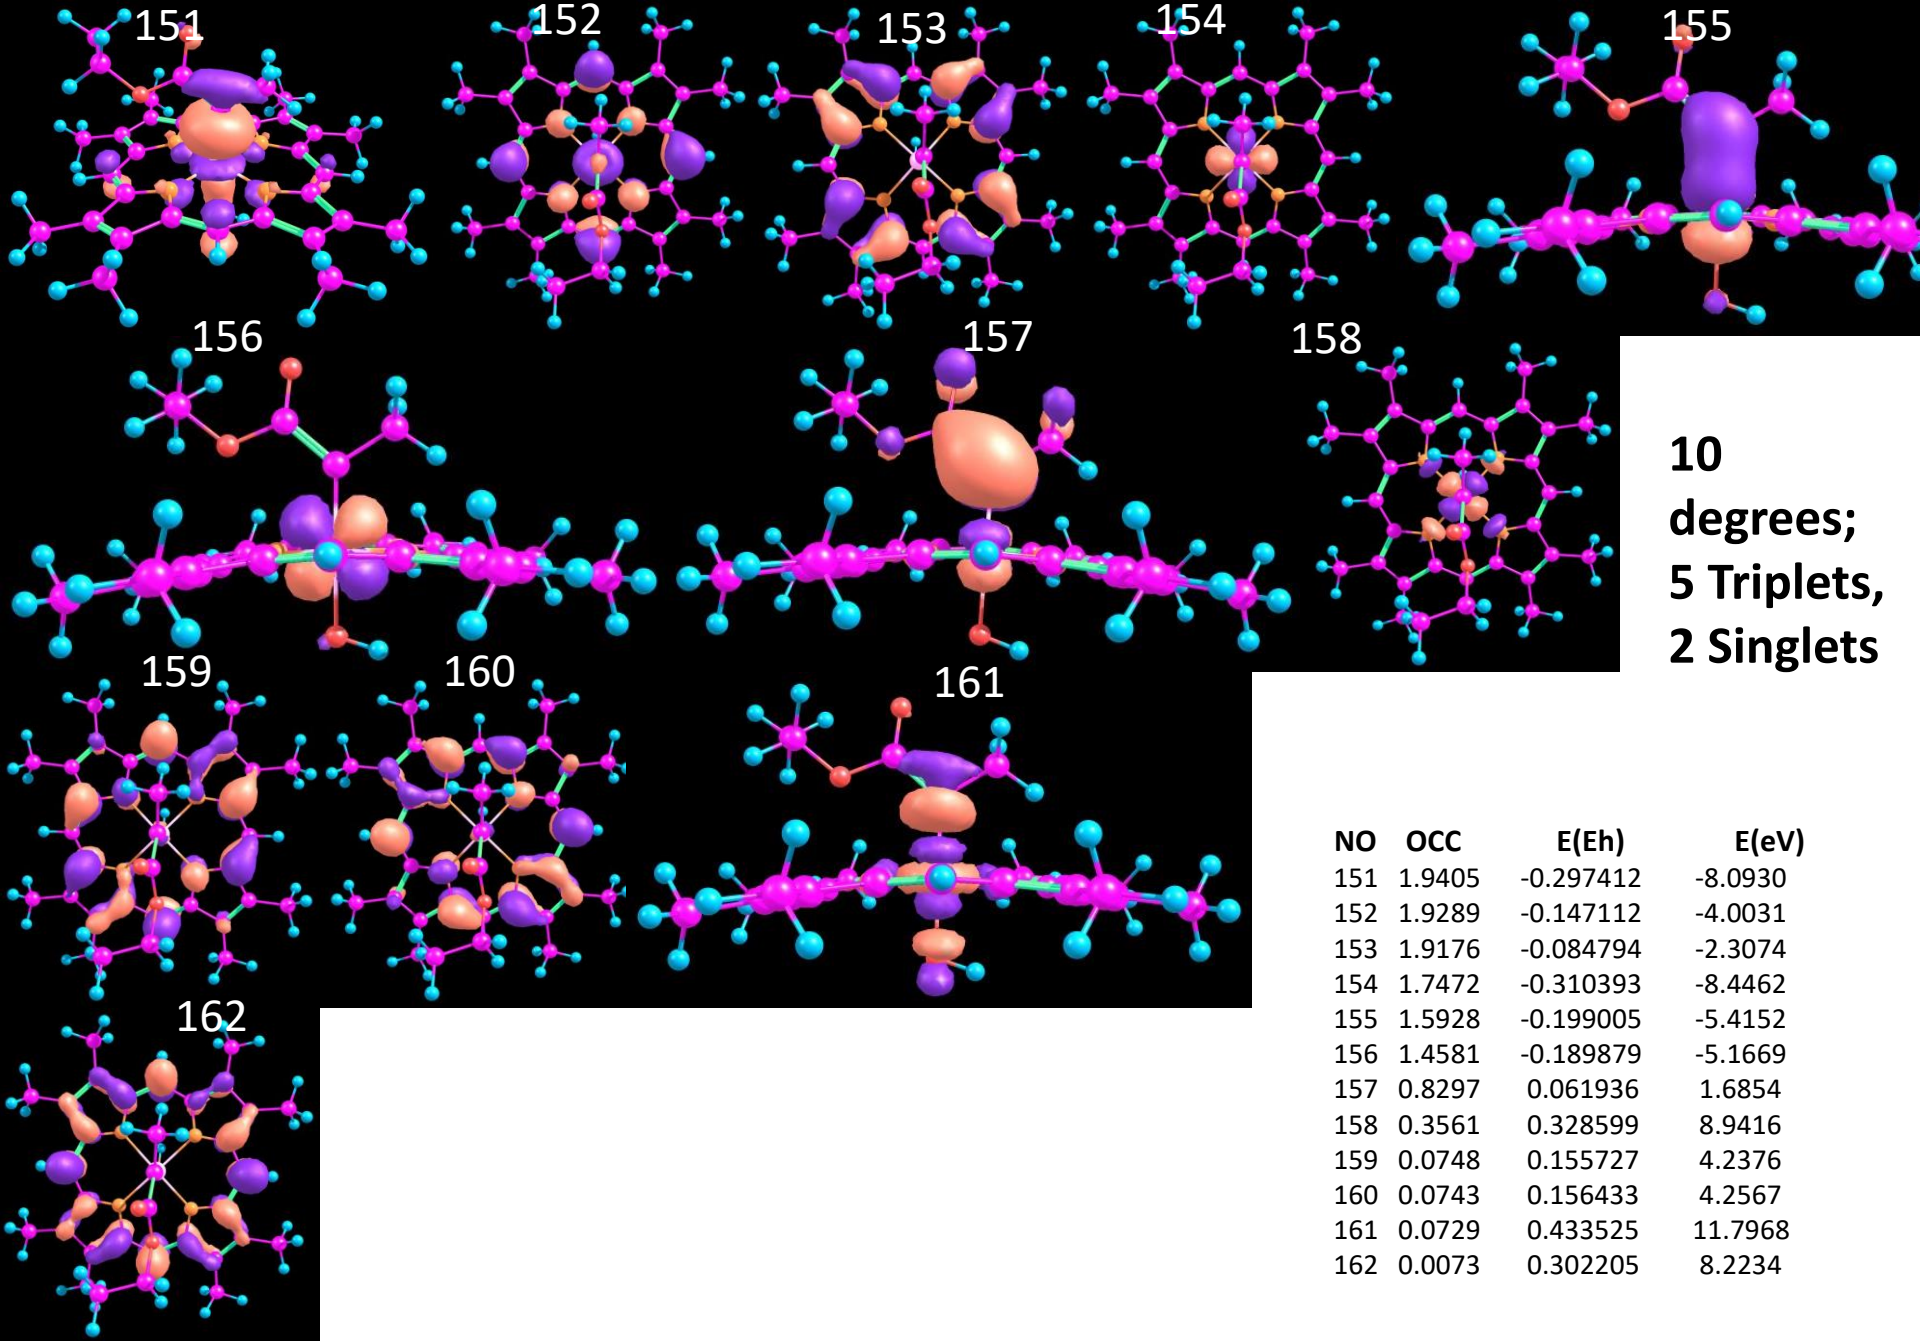 151
152
153
154
155
156
157
158
10
degrees;
5 Triplets,
2 Singlets
159
160
161
162
NO OCC E(Eh) E(eV)
151 1.9405 -0.297412 -8.0930
152 1.9289 -0.147112 -4.0031
153 1.9176 -0.084794 -2.3074
154 1.7472 -0.310393 -8.4462
155 1.5928 -0.199005 -5.4152
156 1.4581 -0.189879 -5.1669
157 0.8297 0.061936 1.6854
158 0.3561 0.328599 8.9416
159 0.0748 0.155727 4.2376
160 0.0743 0.156433 4.2567
161 0.0729 0.433525 11.7968
162 0.0073 0.302205 8.2234